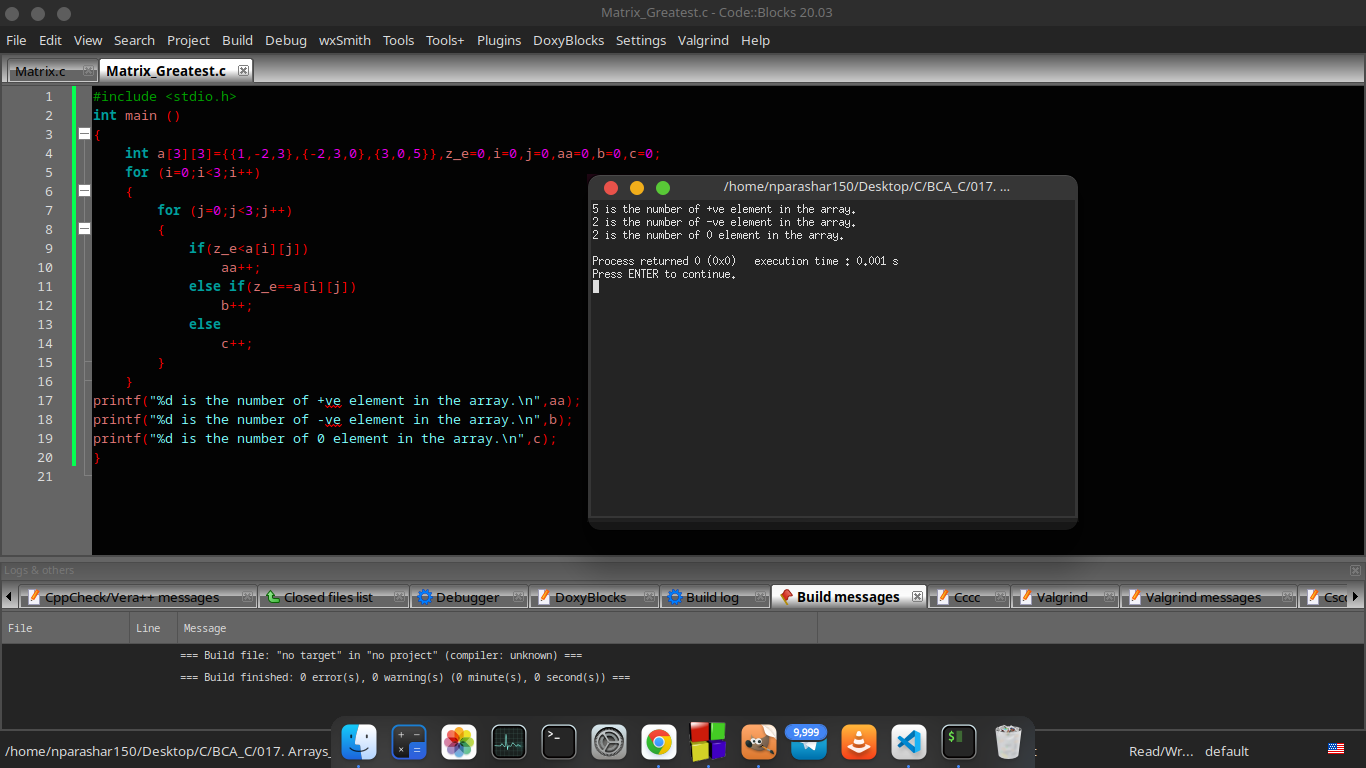 Matrix_Greatest.c - Code::Blocks 20.03
File Edit View Search Project Build Debug wxSmith Tools Tools+ Plugins DoxyBlocks Settings Valgrind Help
Matrix.c Matrix_Greatest.c
1 #include <stdio.h>
2 int main ()
3 {
4 int a[3][3]={{1,-2,3},{-2,3,0},{3,0,5}},z_e=0,i=0,j=0,aa=0,b=0,c=0;
5 for (i=0;i<3;i++)
6 {
7 for (j=0;j<3;j++)
8 {
9 if(z_e<a[i][j])
10 aa++;
11 else if(z_e==a[i][j])
12 b++;
13 else
14 c++;
15 }
16 }
17 printf("%d is the number of +ve element in the array.\n",aa);
18 printf("%d is the number of -ve element in the array.\n",b);
19 printf("%d is the number of 0 element in the array.\n",c);
20 }
21
/home/nparashar150/Desktop/C/BCA_C/017. ...
5 is the number of +ve element in the array.
2 is the number of -ve element in the array.
2 is the number of 0 element in the array.
Process returned 0 (0x0) execution time : 0.001 s
Press ENTER to continue.
Logs & others
CppCheck/Vera++ messages Closed files list Debugger DoxyBlocks Build log Build messages Cccc Valgrind Valgrind messages Csc
File Line Message
=== Build file: "no target" in "no project" (compiler: unknown) ===
=== Build finished: 0 error(s), 0 warning(s) (0 minute(s), 0 second(s)) ===
9,999
/home/nparashar150/Desktop/C/BCA_C/017. Arrays_ Read/Wr... default